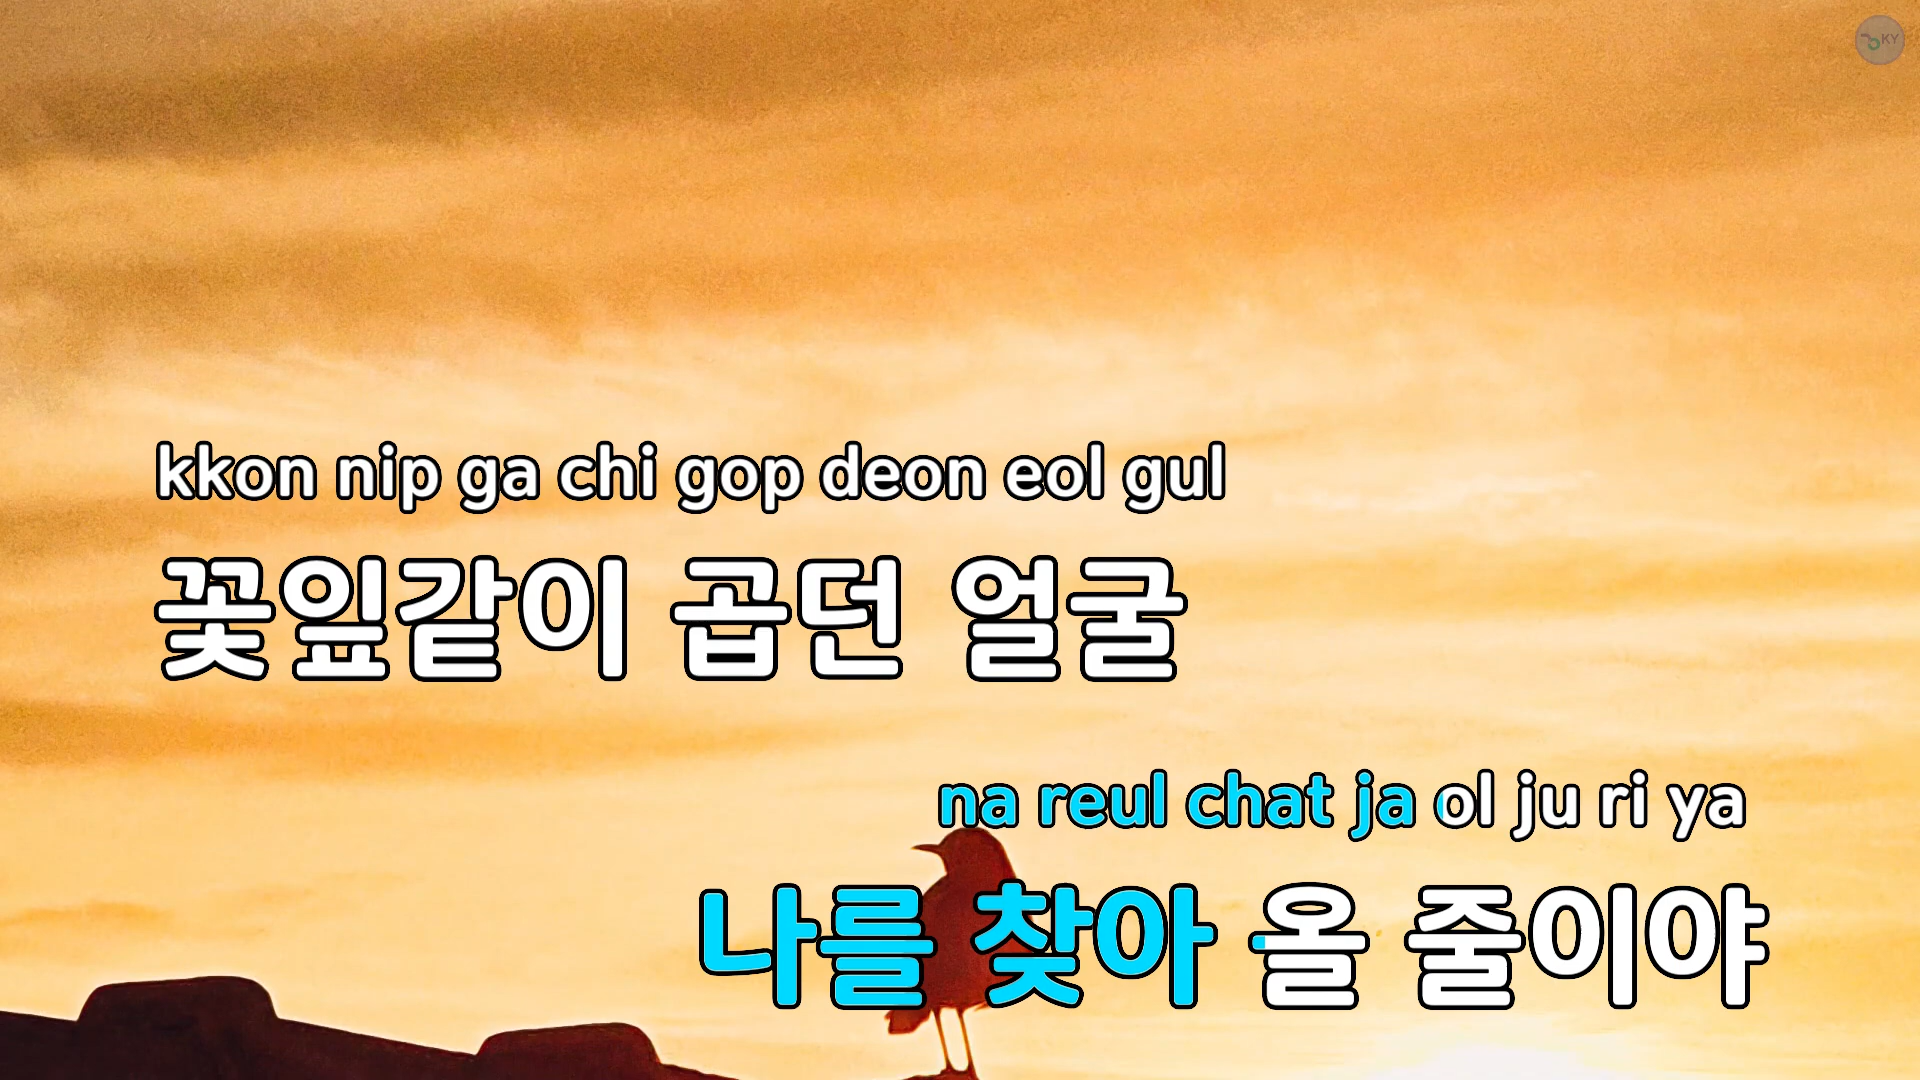 KY
kkon nip ga chi gop deon eol gul
꽃잎같이 곱던 얼굴
na reul chat ja ol ju ri ya
나를 찾아 올 줄이야